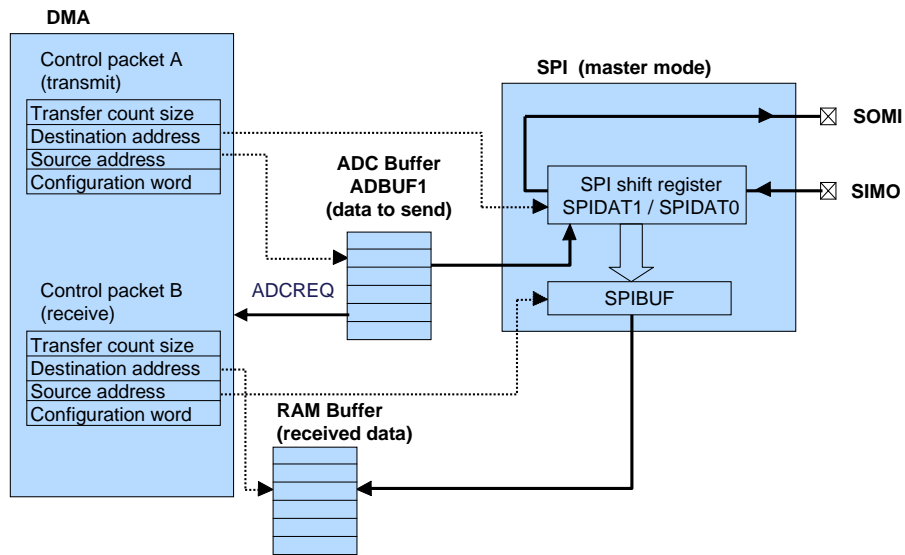 DMA
Control packet A
(transmit)
Transfer count size
Destination address
Source address
Configuration word
Control packet B
(receive)
Transfer count size
Destination address
Source address
Configuration word
ADC Buffer
ADBUF1
(data to send)
ADCREQ
RAM Buffer
(received data)
SPI (master mode)
SPI shift register
SPIDAT1 / SPIDAT0
SPIBUF
SOMI
SIMO